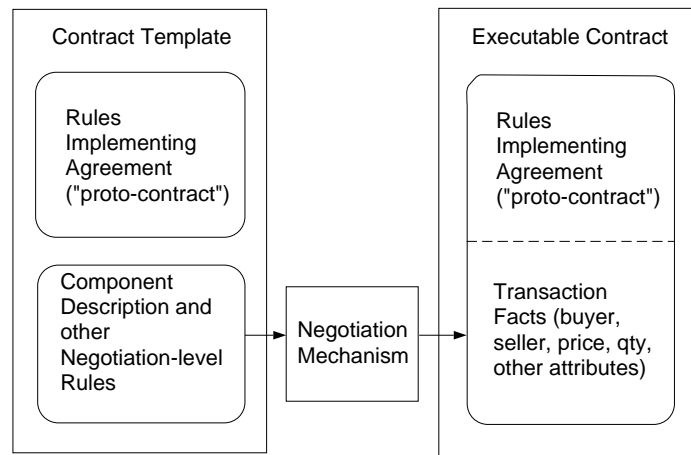 Contract Template
Rules
Implementing
Agreement
("proto-contract")
Component
Description and
other
Negotiation-level
Rules
Negotiation
Mechanism
Executable Contract
Rules
Implementing
Agreement
("proto-contract")
Transaction
Facts (buyer,
seller, price, qty,
other attributes)